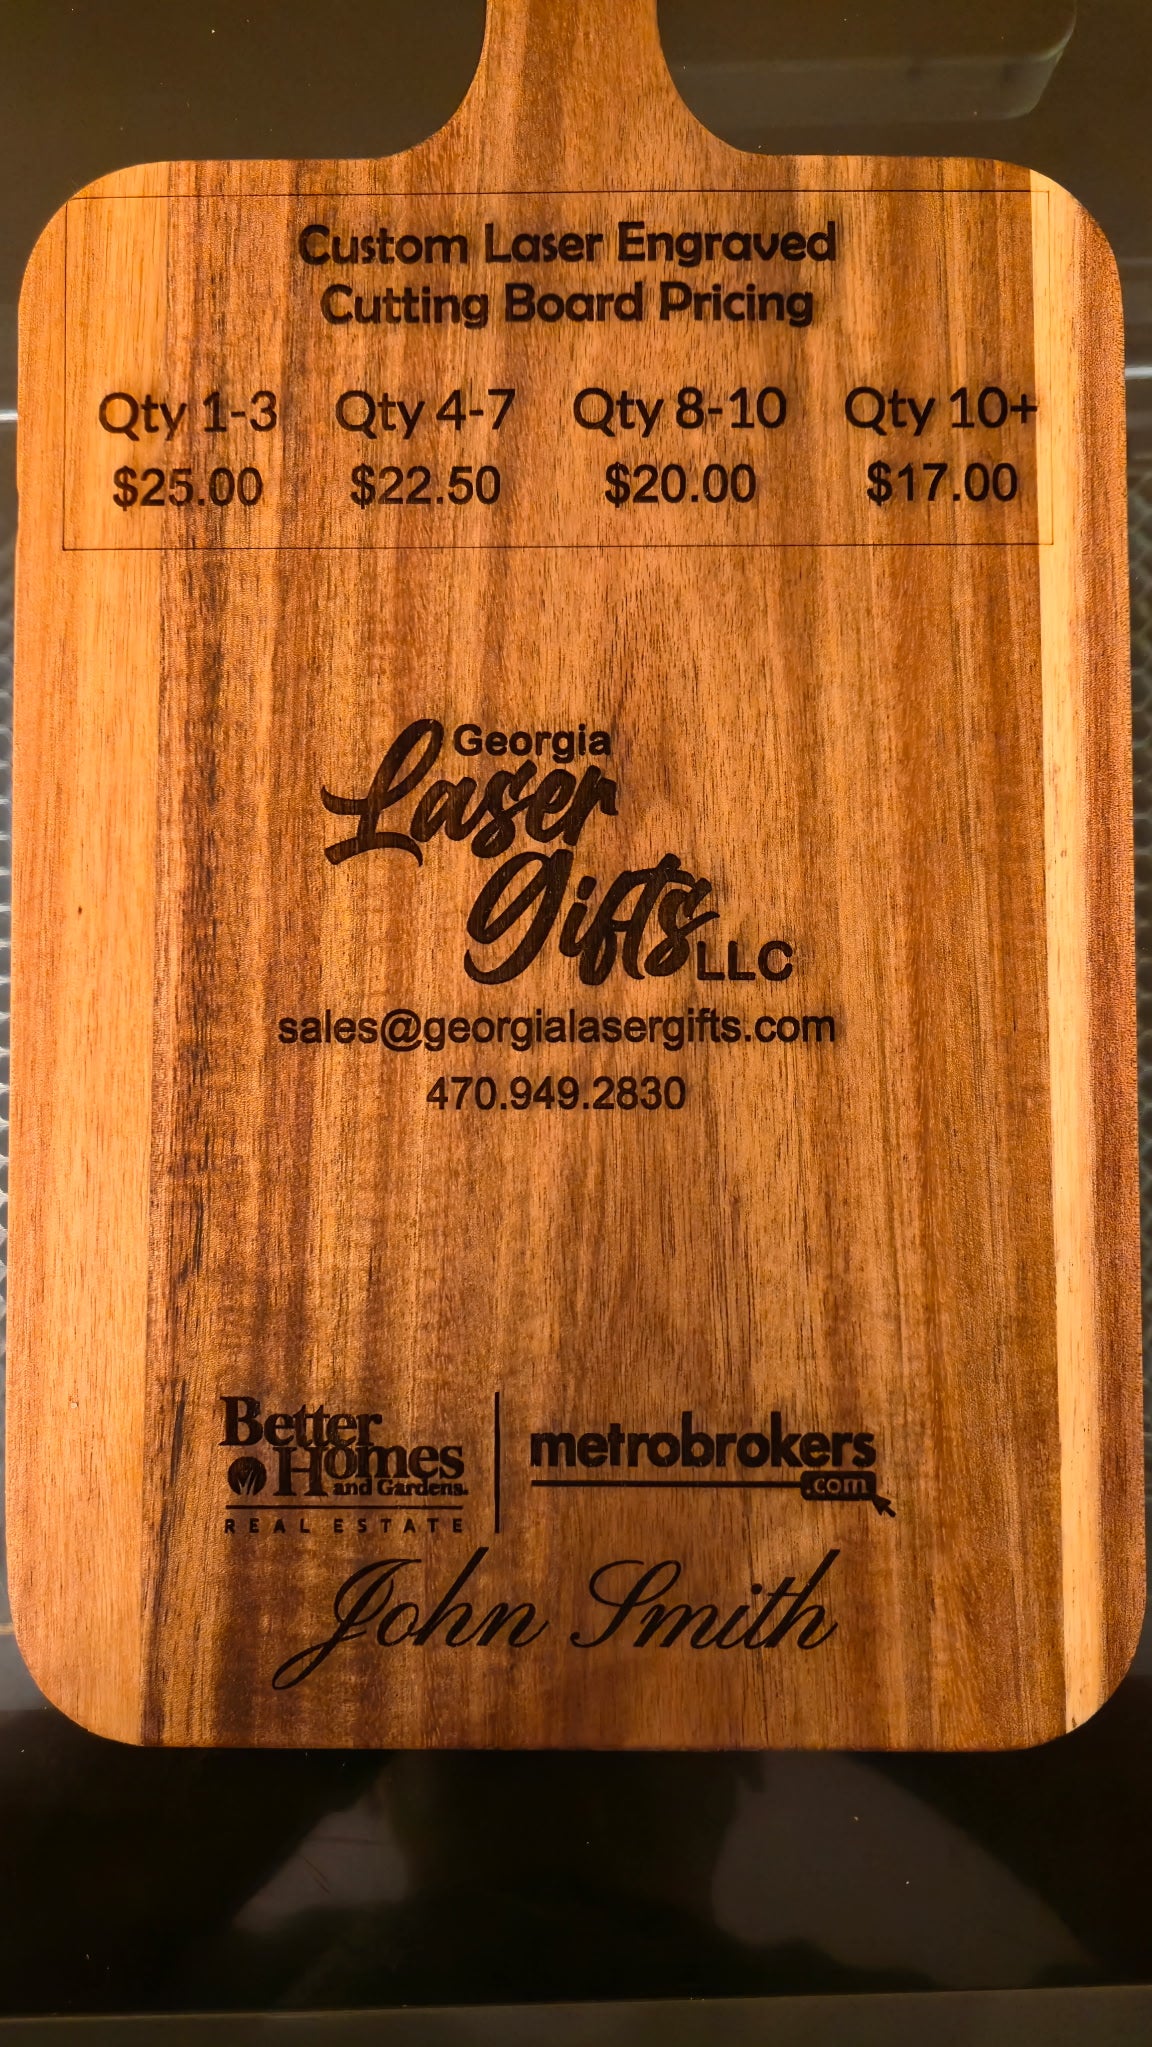 Custom Laser Engraved
Cutting Board Pricing
Qty 1-3 Qty 4-7 Qty 8-10 Qty 10+
$25.00 $22.50 $20.00 $17.00
Georgia
Laser
Gifts LLC
sales@georgialasergifts.com
470.949.2830
Better
Homes
and Gardens.
REAL ESTATE
metrobrokers
.com
John Smith